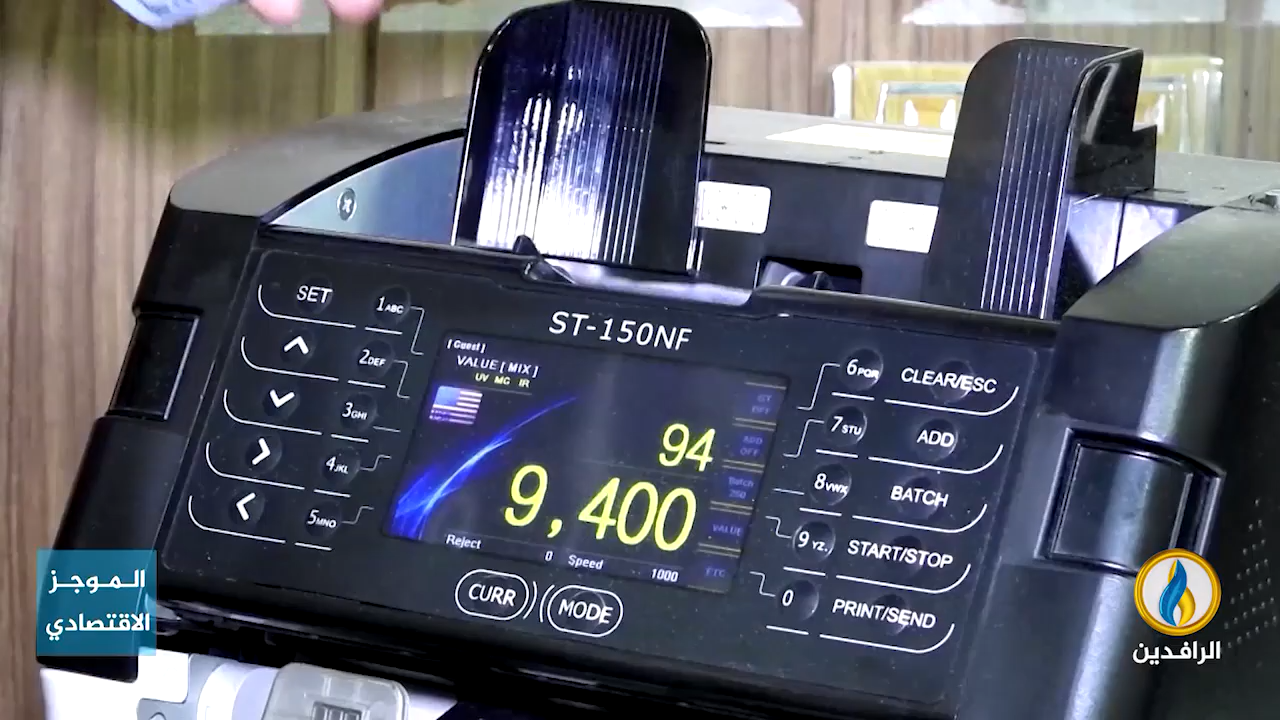 SET
1ABC
2DEF
3GHI
4JKL
5MNO
ST-150NF
[ Guest ]
VALUE [ MIX ]
UV MG IR
94
9,400
ADD
OFF
Batch
VALUE
Reject 0 Speed 1000
CURR
MODE
6PQR
CLEAR/ESC
7STU
ADD
8VWX
BATCH
9YZ.
START/STOP
0
PRINT/SEND
الموجز
الاقتصادي
الرافدين